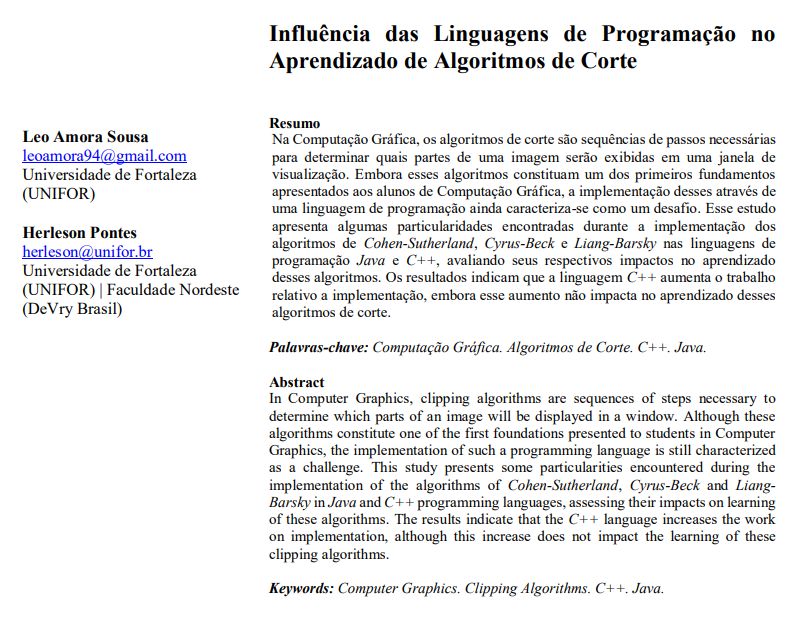 Influência das Linguagens de Programação no
Aprendizado de Algoritmos de Corte
Leo Amora Sousa
leoamora94@gmail.com
Universidade de Fortaleza
(UNIFOR)
Herleson Pontes
herleson@unifor.br
Universidade de Fortaleza
(UNIFOR) | Faculdade Nordeste
(DeVry Brasil)
Resumo
Na Computação Gráfica, os algoritmos de corte são sequências de passos necessárias
para determinar quais partes de uma imagem serão exibidas em uma janela de
visualização. Embora esses algoritmos constituam um dos primeiros fundamentos
apresentados aos alunos de Computação Gráfica, a implementação desses através de
uma linguagem de programação ainda caracteriza-se como um desafio. Esse estudo
apresenta algumas particularidades encontradas durante a implementação dos
algoritmos de Cohen-Sutherland, Cyrus-Beck e Liang-Barsky nas linguagens de
programação Java e C++, avaliando seus respectivos impactos no aprendizado
desses algoritmos. Os resultados indicam que a linguagem C++ aumenta o trabalho
relativo a implementação, embora esse aumento não impacta no aprendizado desses
algoritmos de corte.
Palavras-chave: Computação Gráfica. Algoritmos de Corte. C++. Java.
Abstract
In Computer Graphics, clipping algorithms are sequences of steps necessary to
determine which parts of an image will be displayed in a window. Although these
algorithms constitute one of the first foundations presented to students in Computer
Graphics, the implementation of such a programming language is still characterized
as a challenge. This study presents some particularities encountered during the
implementation of the algorithms of Cohen-Sutherland, Cyrus-Beck and Liang-
Barsky in Java and C++ programming languages, assessing their impacts on learning
of these algorithms. The results indicate that the C++ language increases the work
on implementation, although this increase does not impact the learning of these
clipping algorithms.
Keywords: Computer Graphics. Clipping Algorithms. C++. Java.